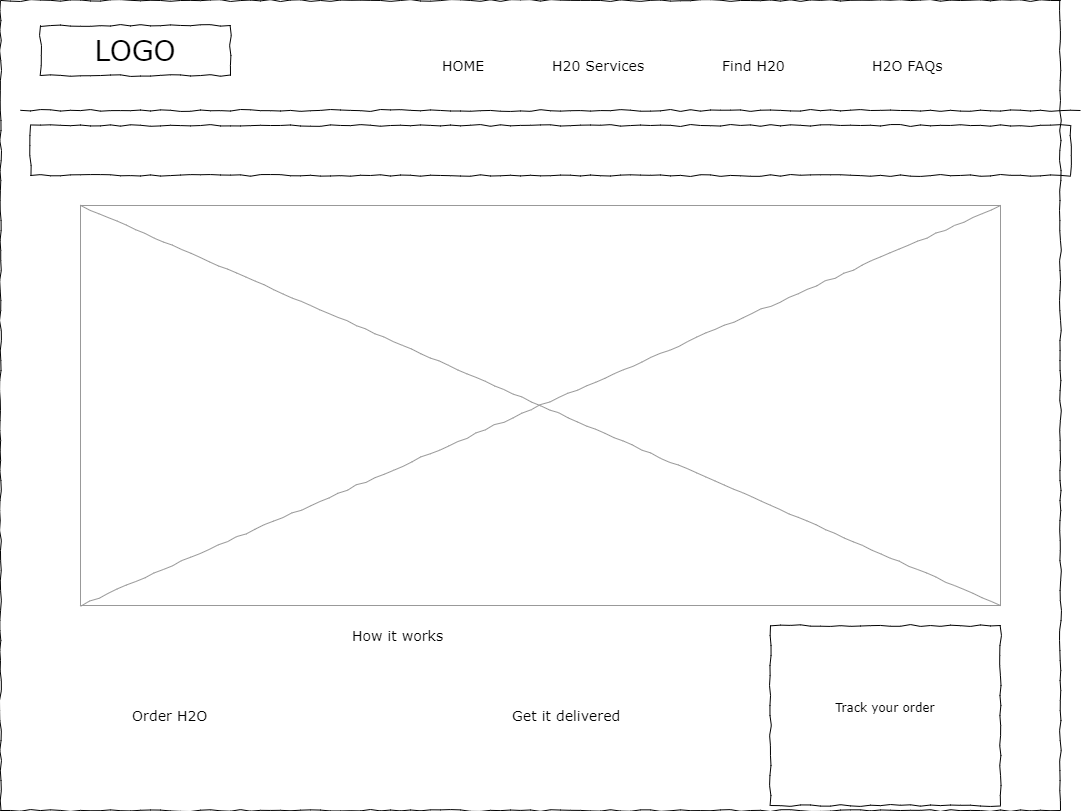 LOGO
HOME
H20 Services
Find H20
H2O FAQs
How it works
Order H2O
Get it delivered
Track your order